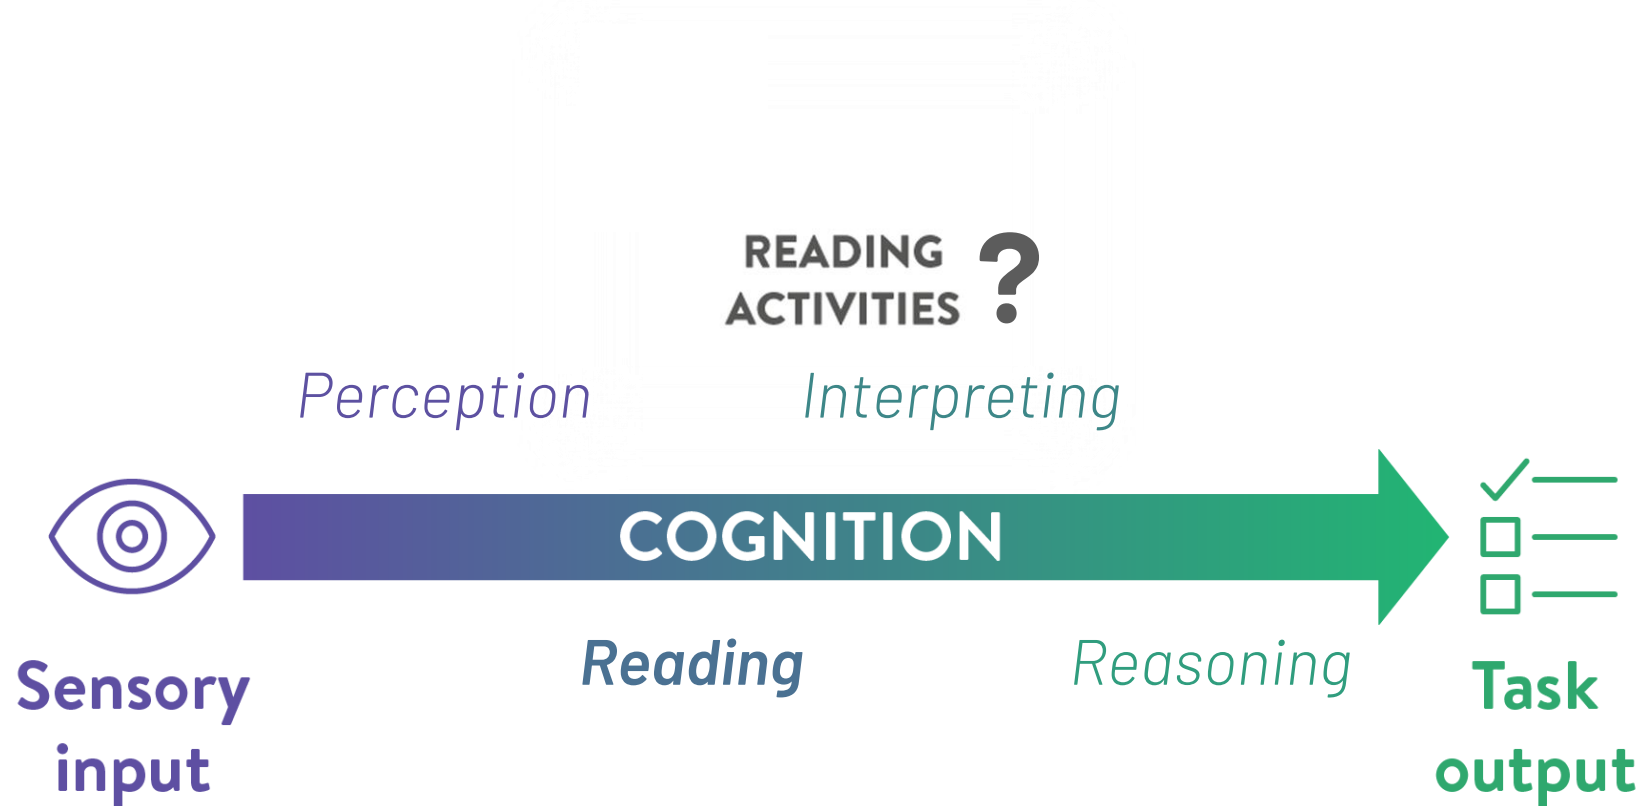 READING
ACTIVITIES ?
Perception
Interpreting
COGNITION
Reading
Reasoning
Sensory
input
Task
output